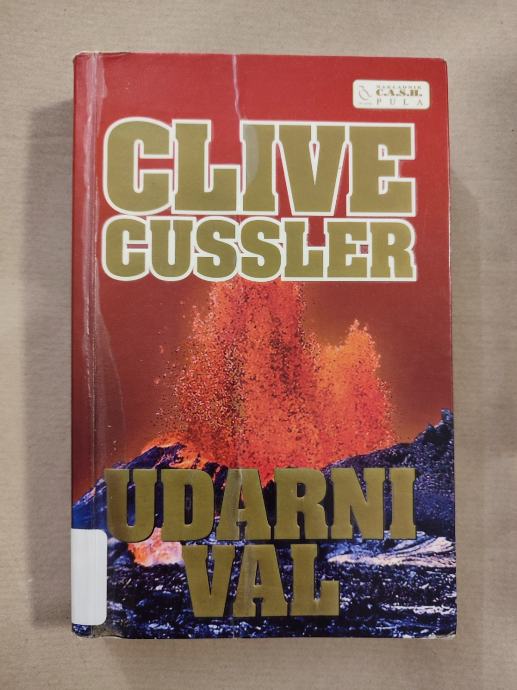 NAKLADNIK
C.A.S.H.
PULA
CLIVE
CUSSLER
UDARNI
VAL